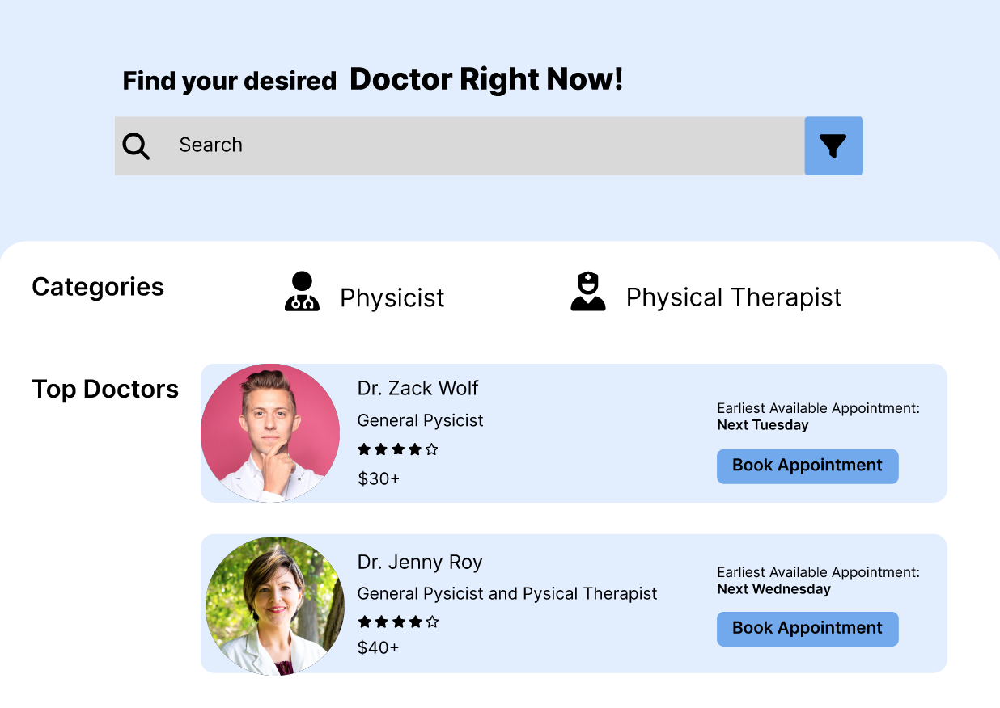 Find your desired Doctor Right Now!
Search
Categories
Physicist
Physical Therapist
Top Doctors
Dr. Zack Wolf
General Pysicist
$30+
Earliest Available Appointment:
Next Tuesday
Book Appointment
Dr. Jenny Roy
General Pysicist and Pysical Therapist
$40+
Earliest Available Appointment:
Next Wednesday
Book Appointment